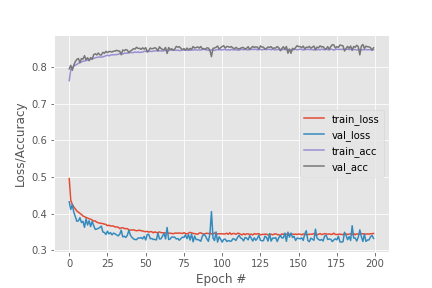 0.8
0.7
0.6
0.5
0.4
0.3
Loss/Accuracy
train_loss
val_loss
train_acc
val_acc
0 25 50 75 100 125 150 175 200
Epoch #